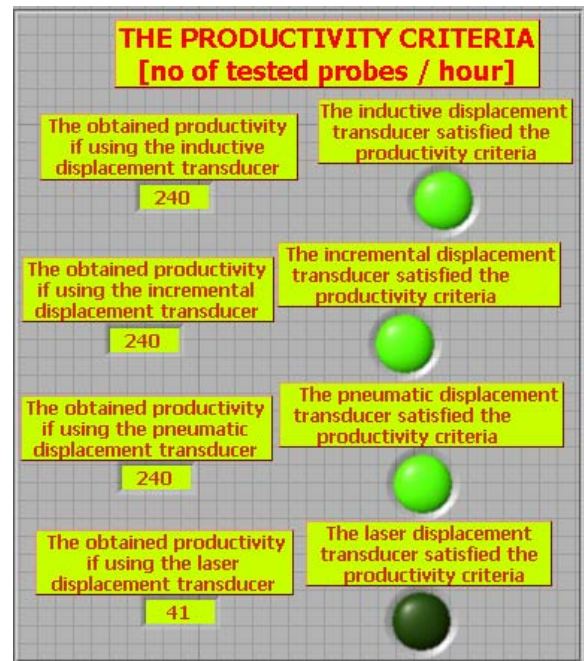 THE PRODUCTIVITY CRITERIA
[no of tested probes / hour]
The obtained productivity
if using the inductive
displacement transducer
240
The inductive displacement
transducer satisfied the
productivity criteria
The obtained productivity
if using the incremental
displacement transducer
240
The incremental displacement
transducer satisfied the
productivity criteria
The obtained productivity
if using the pneumatic
displacement transducer
240
The pneumatic displacement
transducer satisfied the
productivity criteria
The obtained productivity
if using the laser
displacement transducer
41
The laser displacement
transducer satisfied the
productivity criteria